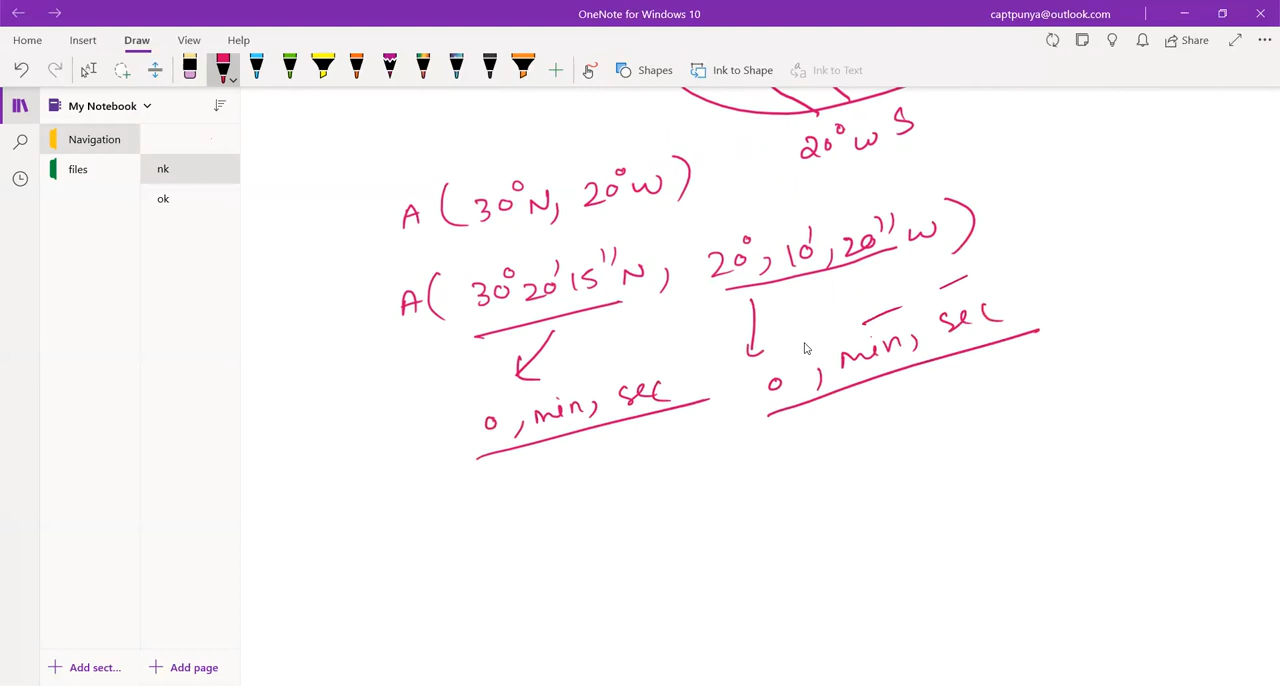 OneNote for Windows 10
captpunya@outlook.com
Home Insert Draw View Help
Share
Shapes
Ink to Shape
Ink to Text
My Notebook
Navigation
files
nk
ok
20° W S
A (30°N, 20°W)
A( 30° 20' 15'' N, 20°, 10', 20'' W )
o, min, sec
o, min, sec
Add sect...
Add page